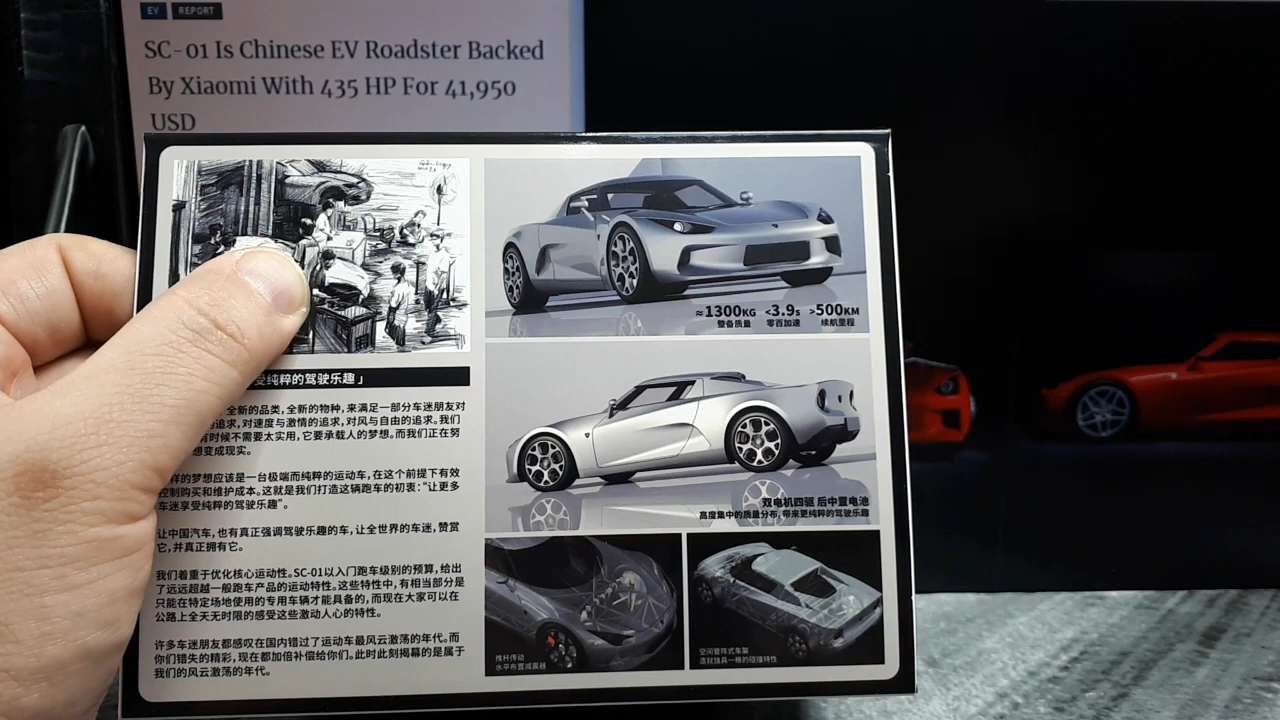 EV
REPORT
SC-01 Is Chinese EV Roadster Backed
By Xiaomi With 435 HP For 41,950
USD
受纯粹的驾驶乐趣」
全新的品类,全新的物种,来满足一部分车迷朋友对
的追求,对速度与激情的追求,对风与自由的追求。我们
有时候不需要太实用,它要承载人的梦想。而我们正在努
想变成现实。
样的梦想应该是一台极端而纯粹的运动车,在这个前提下有效
控制购买和维护成本。这就是我们打造这辆跑车的初衷:“让更多
车迷享受纯粹的驾驶乐趣”。
让中国汽车,也有真正强调驾驶乐趣的车,让全世界的车迷,赞赏
它,并真正拥有它。
我们着重于优化核心运动性。SC-01以入门跑车级别的预算,给出
了远远超越一般跑车产品的运动特性。这些特性中,有相当部分是
只能在特定场地使用的专用车辆才能具备的,而现在大家可以在
公路上全天无时限的感受这些激动人心的特性。
许多车迷朋友都感叹在国内错过了运动车最风云激荡的年代。而
你们错失的精彩,现在都加倍补偿给你们。此时此刻揭幕的是属于
我们的风云激荡的年代。
≈1300KG <3.9s >500KM
整备质量 零百加速 续航里程
双电机四驱 后中置电池
高度集中的质量分布,带来更纯粹的驾驶乐趣
推杆传动
水平布置减震器
空间管阵式车架
造就独具一格的碰撞特性